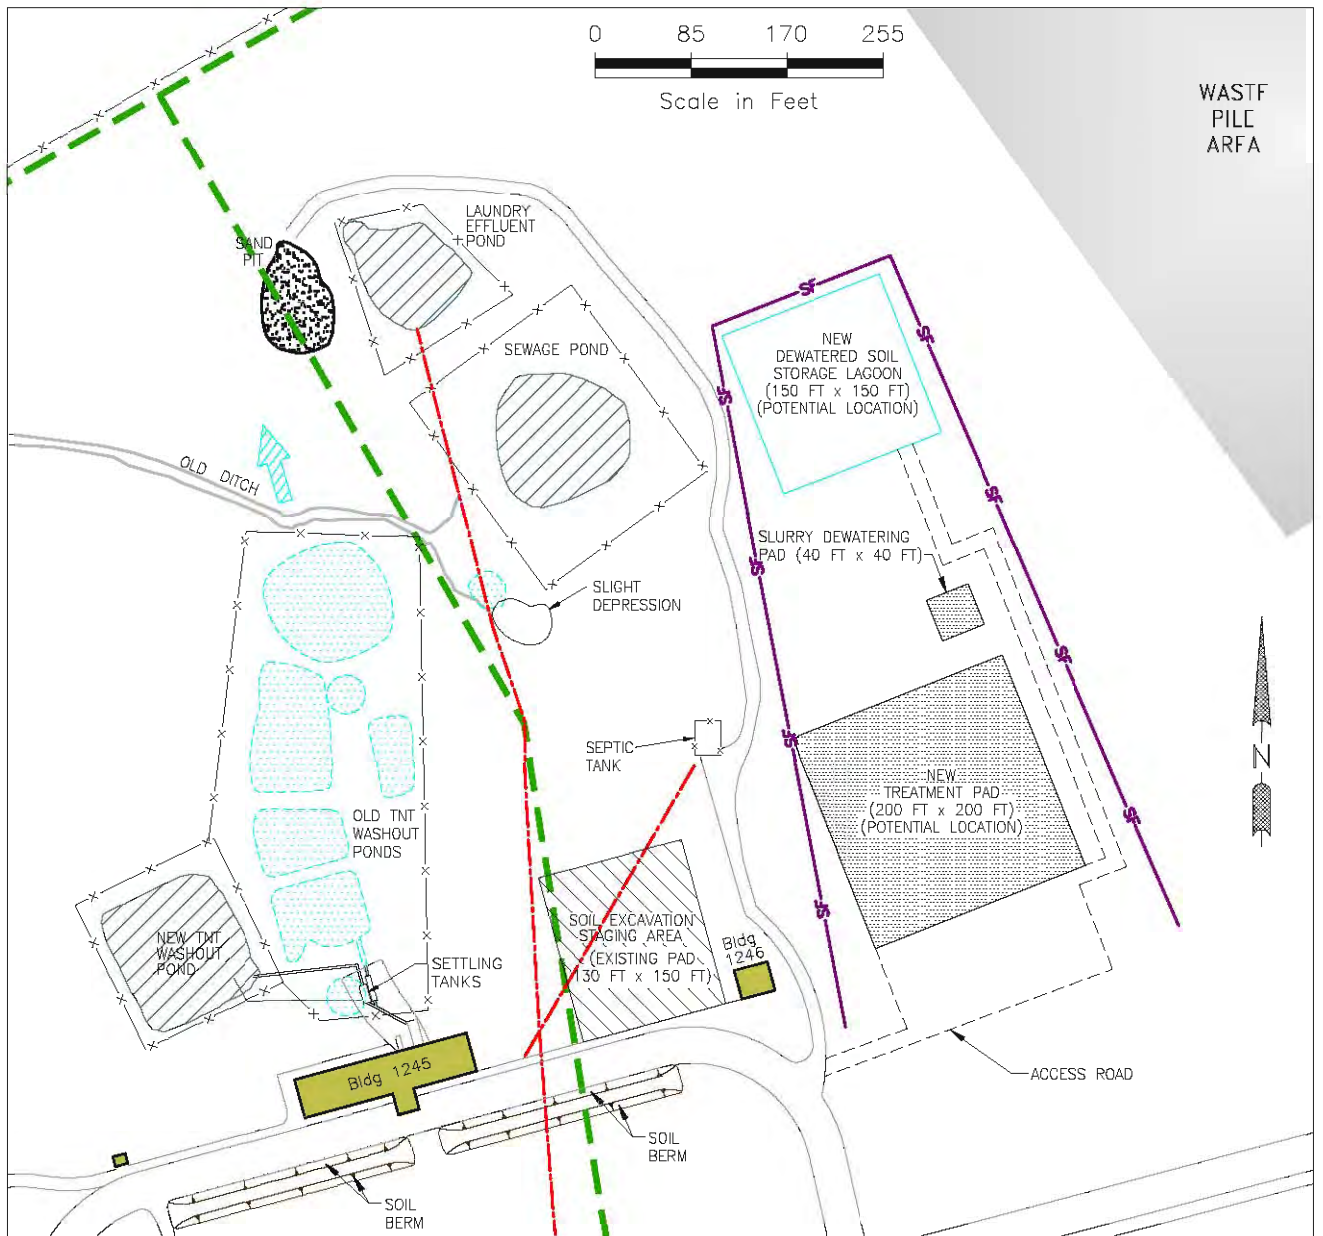 0 85 170 255
Scale in Feet
WASTE
PILE
AREA
LAUNDRY
EFFLUENT
POND
SAND
PIT
SEWAGE POND
SF
SF
SF
NEW
DEWATERED SOIL
STORAGE LAGOON
(150 FT x 150 FT)
(POTENTIAL LOCATION)
OLD DITCH
SF
SLURRY DEWATERING
PAD (40 FT x 40 FT)
SF
SLIGHT
DEPRESSION
SF
SEPTIC
TANK
SF
N
NEW
TREATMENT PAD
(200 FT x 200 FT)
(POTENTIAL LOCATION)
SF
OLD TNT
WASHOUT
PONDS
SF
SOIL EXCAVATION
STAGING AREA
(EXISTING PAD
130 FT x 150 FT)
Bldg
1246
NEW TNT
WASHOUT
POND
SETTLING
TANKS
Bldg 1245
ACCESS ROAD
SOIL
BERM
SOIL
BERM